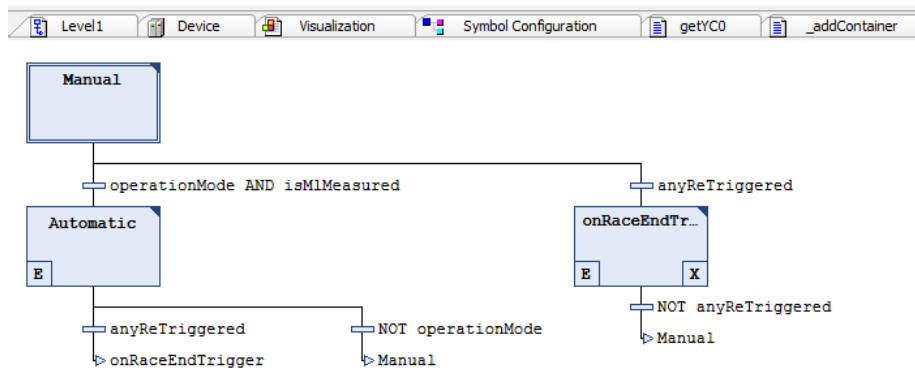 Level1 Device Visualization Symbol Configuration getYC0 _addContainer
Manual
operationMode AND isM1Measured
anyReTriggered
Automatic
onRaceEndTr…
E
E X
NOT anyReTriggered
Manual
anyReTriggered
NOT operationMode
onRaceEndTrigger
Manual